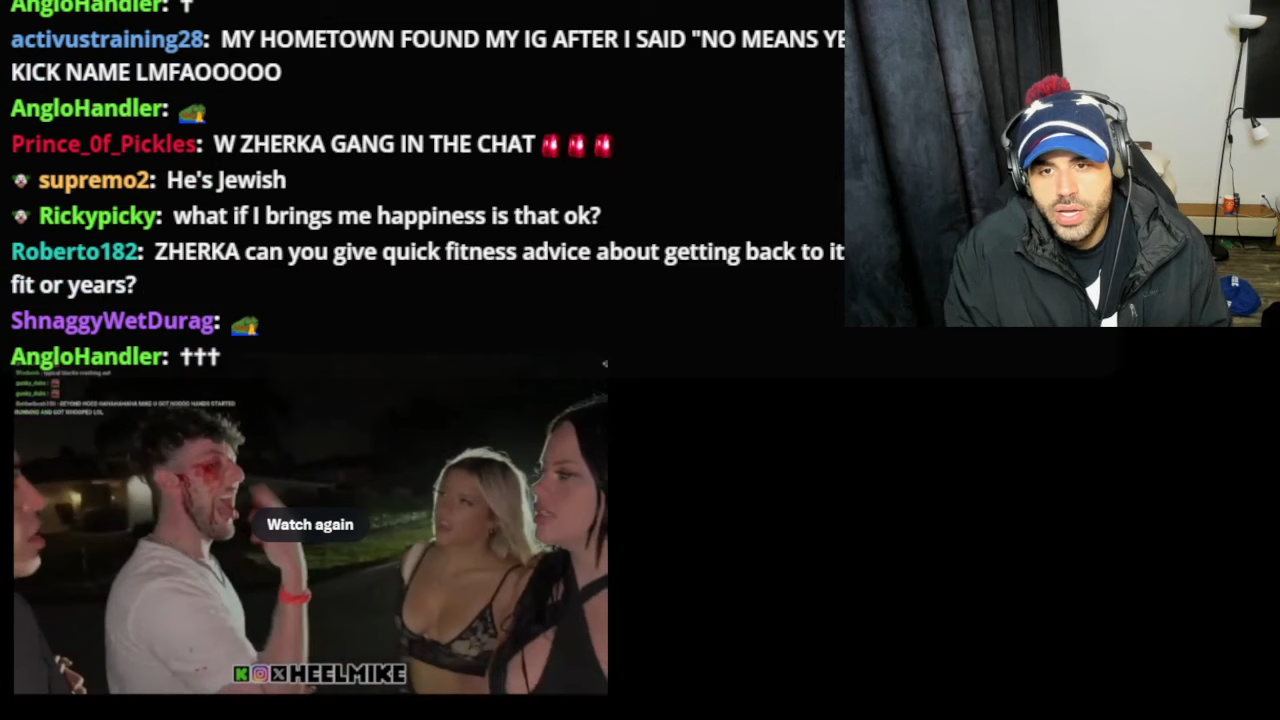 AngloHandler: ✝
activustraining28: MY HOMETOWN FOUND MY IG AFTER I SAID "NO MEANS YE
KICK NAME LMFAOOOOO
AngloHandler:
Prince_0f_Pickles: W ZHERKA GANG IN THE CHAT 🚨 🚨 🚨
supremo2: He's Jewish
Rickypicky: what if I brings me happiness is that ok?
Roberto182: ZHERKA can you give quick fitness advice about getting back to it
fit or years?
ShnaggyWetDurag:
AngloHandler: ✝✝✝
Watch again
HEELMIKE